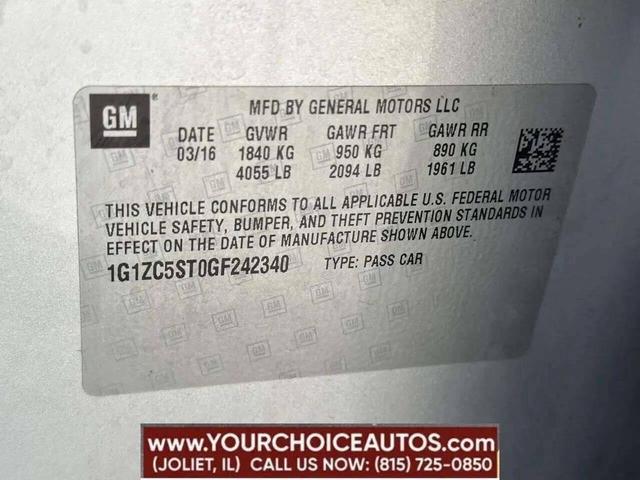 GM
MFD BY GENERAL MOTORS LLC
DATE GVWR GAWR FRT GAWR RR
03/16 1840 KG 950 KG 890 KG
4055 LB 2094 LB 1961 LB
THIS VEHICLE CONFORMS TO ALL APPLICABLE U.S. FEDERAL MOTOR
VEHICLE SAFETY, BUMPER, AND THEFT PREVENTION STANDARDS IN
EFFECT ON THE DATE OF MANUFACTURE SHOWN ABOVE.
1G1ZC5ST0GF242340 TYPE: PASS CAR
WWW.YOURCHOICEAUTOS.COM
(JOLIET, IL) CALL US NOW: (815) 725-0850